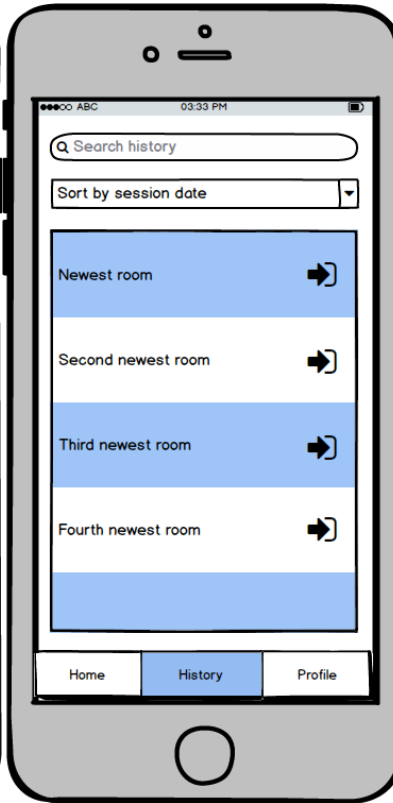 ABC 03:33 PM
Search history
Sort by session date
Newest room
Second newest room
Third newest room
Fourth newest room
Home History Profile